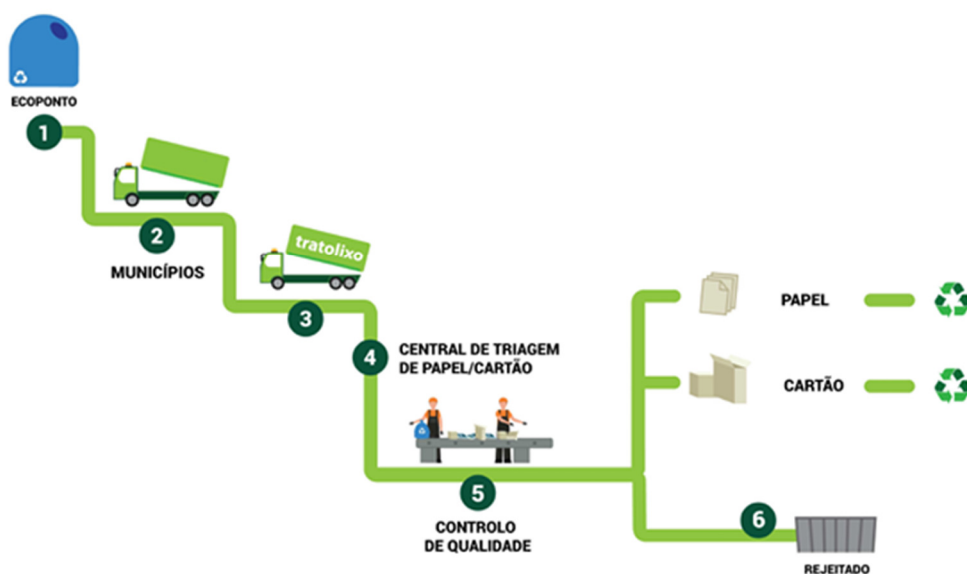 ECOPONTO
1
2
MUNICÍPIOS
tratolixo
3
4
CENTRAL DE TRIAGEM
DE PAPEL/CARTÃO
PAPEL
CARTÃO
5
CONTROLO
DE QUALIDADE
6
REJEITADO